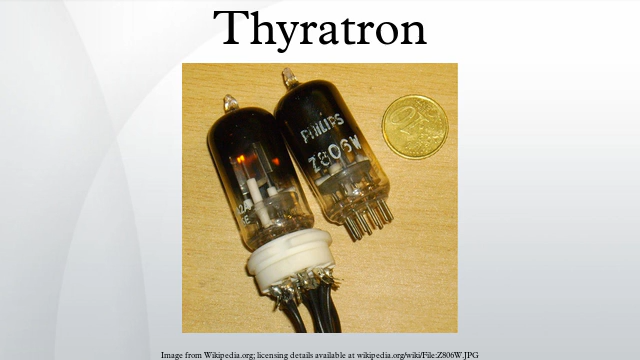 Thyratron
PHILIPS
Z806W
Image from Wikipedia.org; licensing details available at wikipedia.org/wiki/File:Z806W.JPG